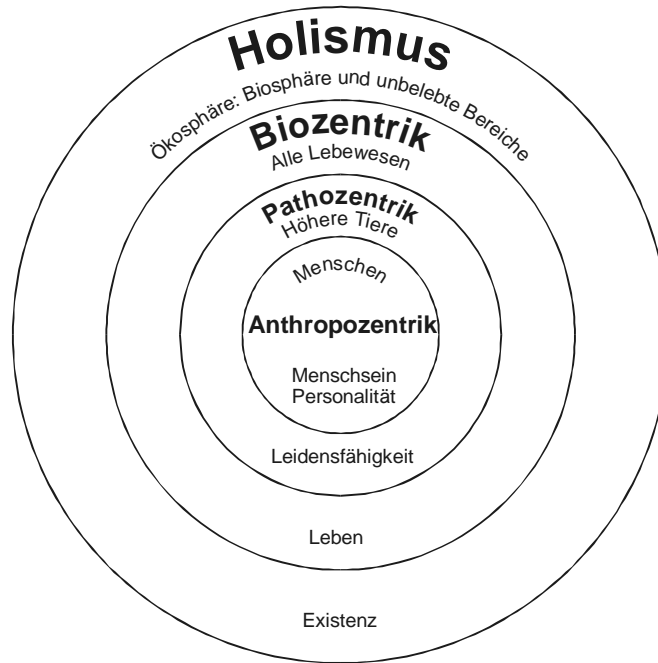 Holismus
Ökosphäre: Biosphäre und unbelebte Bereiche
Biozentrik
Alle Lebewesen
Pathozentrik
Höhere Tiere
Menschen
Anthropozentrik
Menschsein
Personalität
Leidensfähigkeit
Leben
Existenz